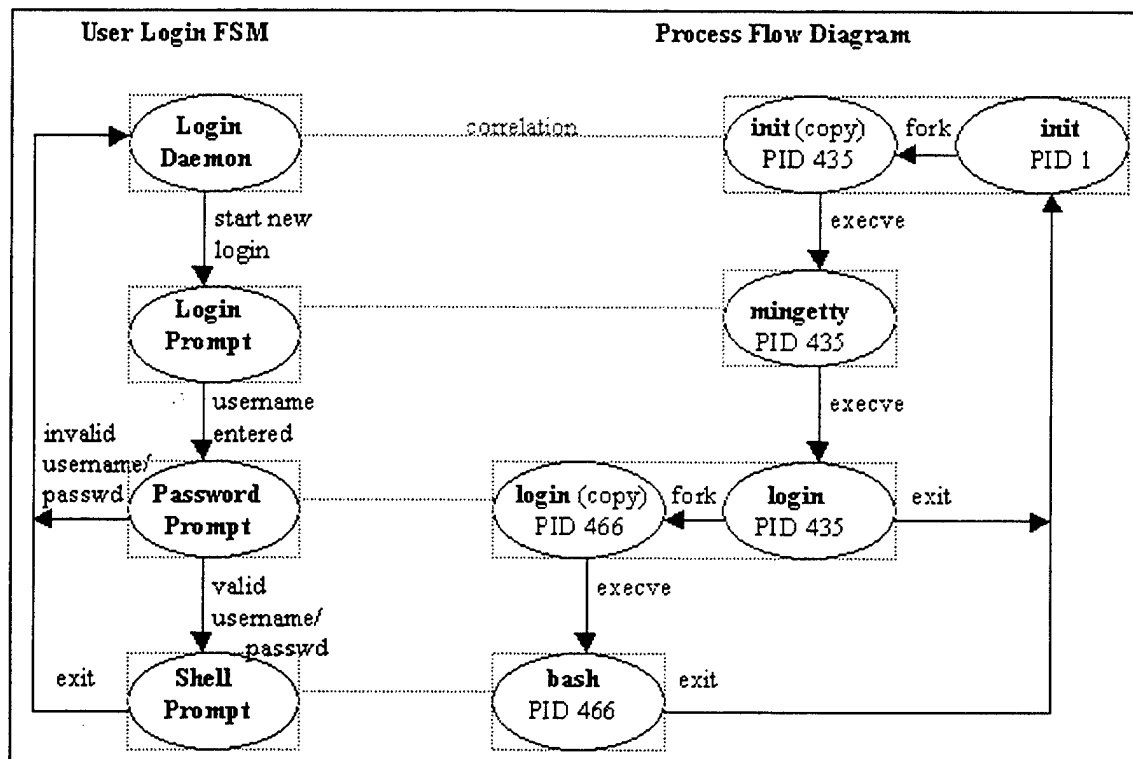 User Login FSM
Process Flow Diagram
Login
Daemon
correlation
init (copy)
PID 435
fork
init
PID 1
start new
login
execve
Login
Prompt
mingetty
PID 435
username
entered
execve
invalid
username/
passwd
Password
Prompt
login (copy)
PID 466
fork
login
PID 435
exit
valid
username/
passwd
execve
exit
Shell
Prompt
bash
PID 466
exit